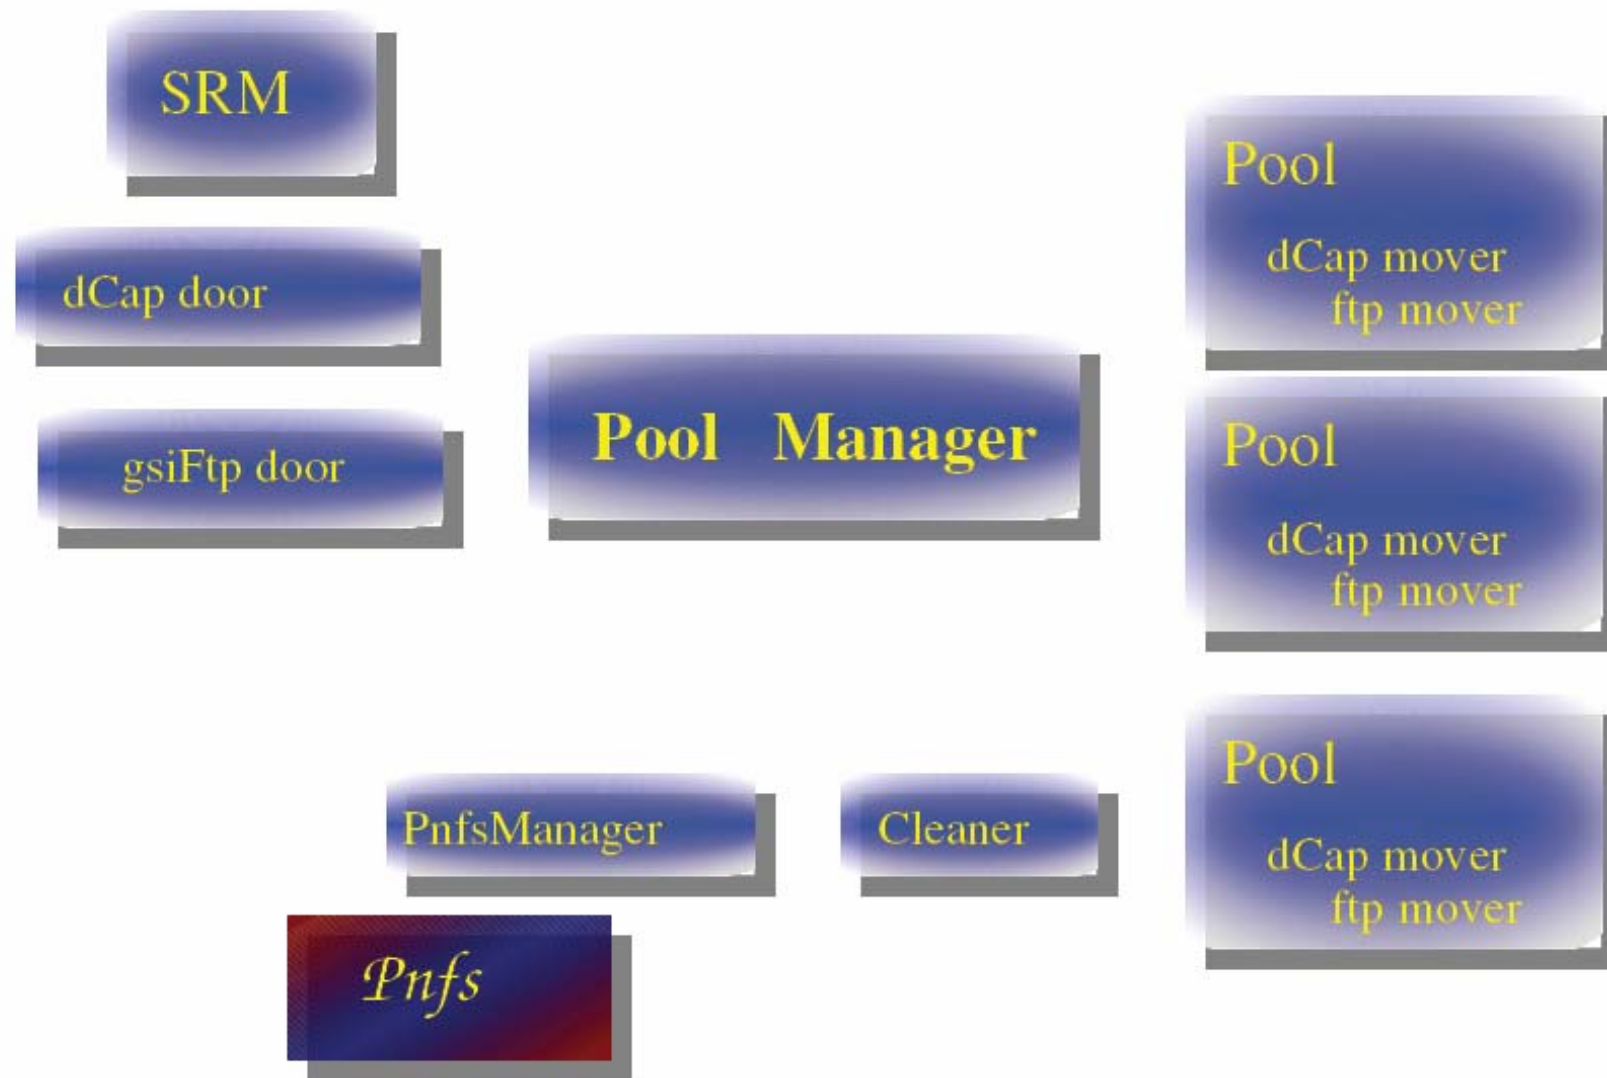 SRM
dCap door
gsiFtp door
Pool Manager
Pool
dCap mover
ftp mover
Pool
dCap mover
ftp mover
Pool
dCap mover
ftp mover
PnfsManager
Cleaner
Pnfs